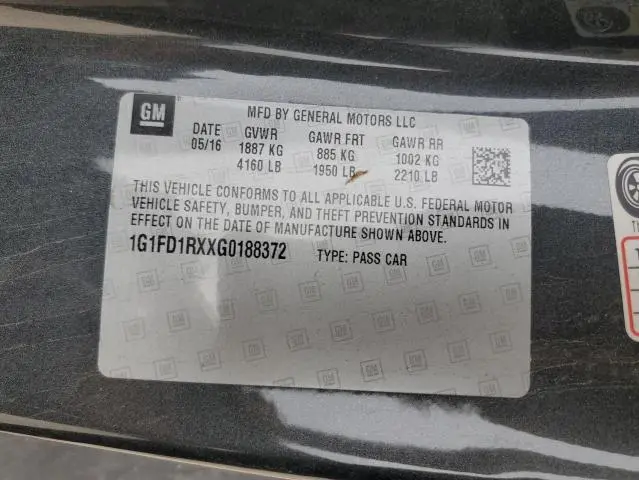 GM
MFD BY GENERAL MOTORS LLC
DATE GVWR GAWR FRT GAWR RR
05/16 1887 KG 885 KG 1002 KG
4160 LB 1950 LB 2210 LB
THIS VEHICLE CONFORMS TO ALL APPLICABLE U.S. FEDERAL MOTOR
VEHICLE SAFETY, BUMPER, AND THEFT PREVENTION STANDARDS IN
EFFECT ON THE DATE OF MANUFACTURE SHOWN ABOVE.
1G1FD1RXXG0188372 TYPE: PASS CAR